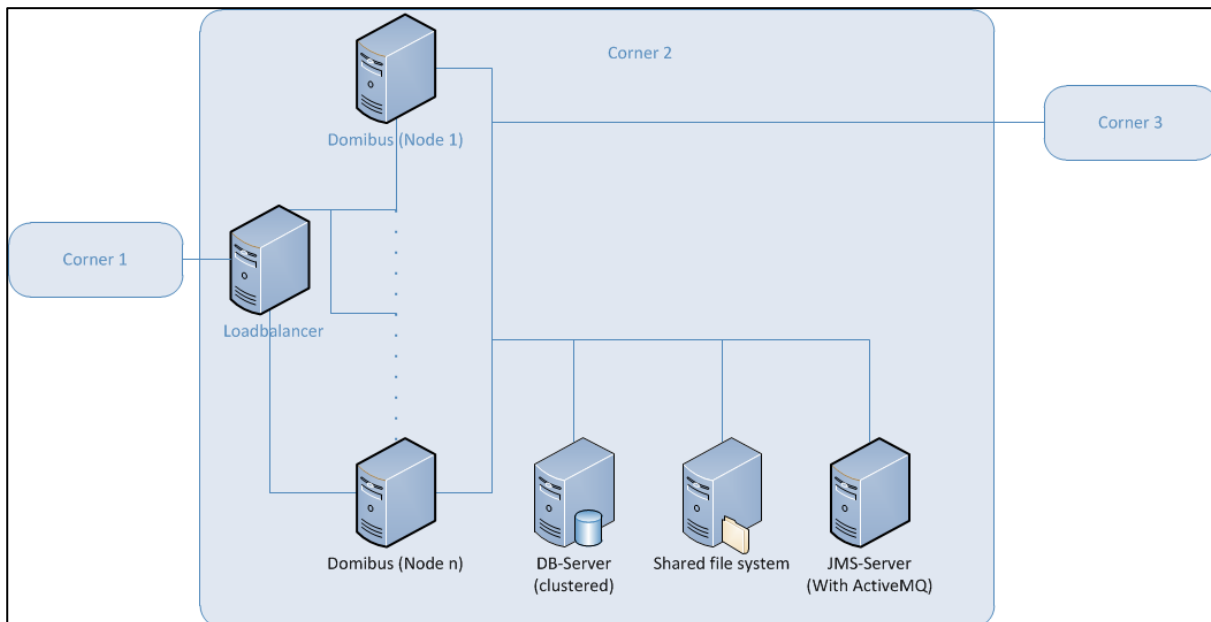 Corner 2
Domibus (Node 1)
Corner 3
Corner 1
Loadbalancer
Domibus (Node n)
DB-Server
(clustered)
Shared file system
JMS-Server
(With ActiveMQ)